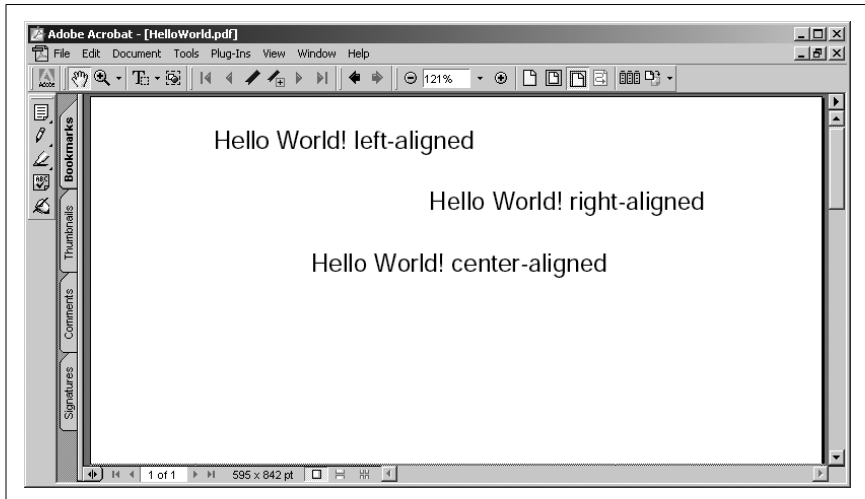 Adobe Acrobat - [HelloWorld.pdf]
File Edit Document Tools Plug-Ins View Window Help
121%
Bookmarks
Thumbnails
Comments
Signatures
Hello World! left-aligned
Hello World! right-aligned
Hello World! center-aligned
1 of 1 595 x 842 pt